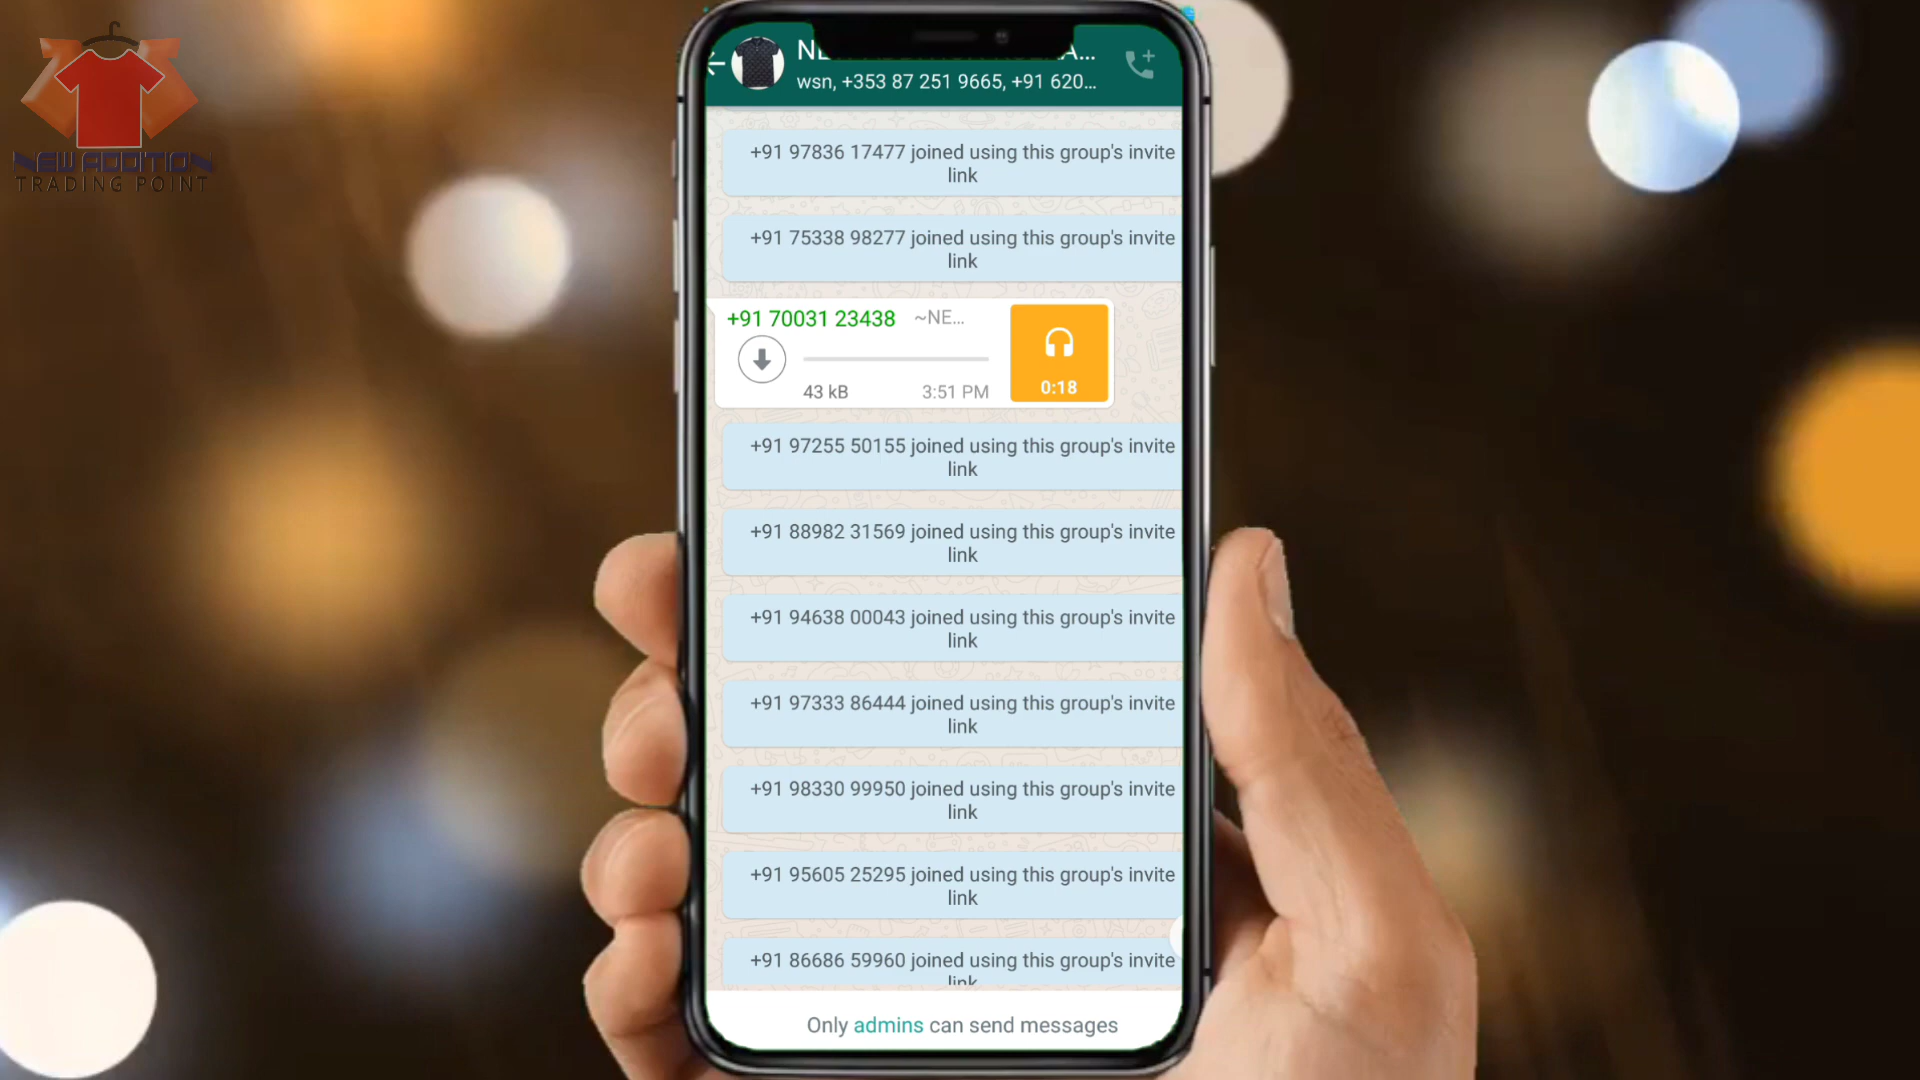 NEW ADDITION
TRADING POINT
wsn, +353 87 251 9665, +91 620...
+91 97836 17477 joined using this group's invite
link
+91 75338 98277 joined using this group's invite
link
+91 70031 23438 ~NE...
43 kB 3:51 PM 0:18
+91 97255 50155 joined using this group's invite
link
+91 88982 31569 joined using this group's invite
link
+91 94638 00043 joined using this group's invite
link
+91 97333 86444 joined using this group's invite
link
+91 98330 99950 joined using this group's invite
link
+91 95605 25295 joined using this group's invite
link
+91 86686 59960 joined using this group's invite
link
Only admins can send messages